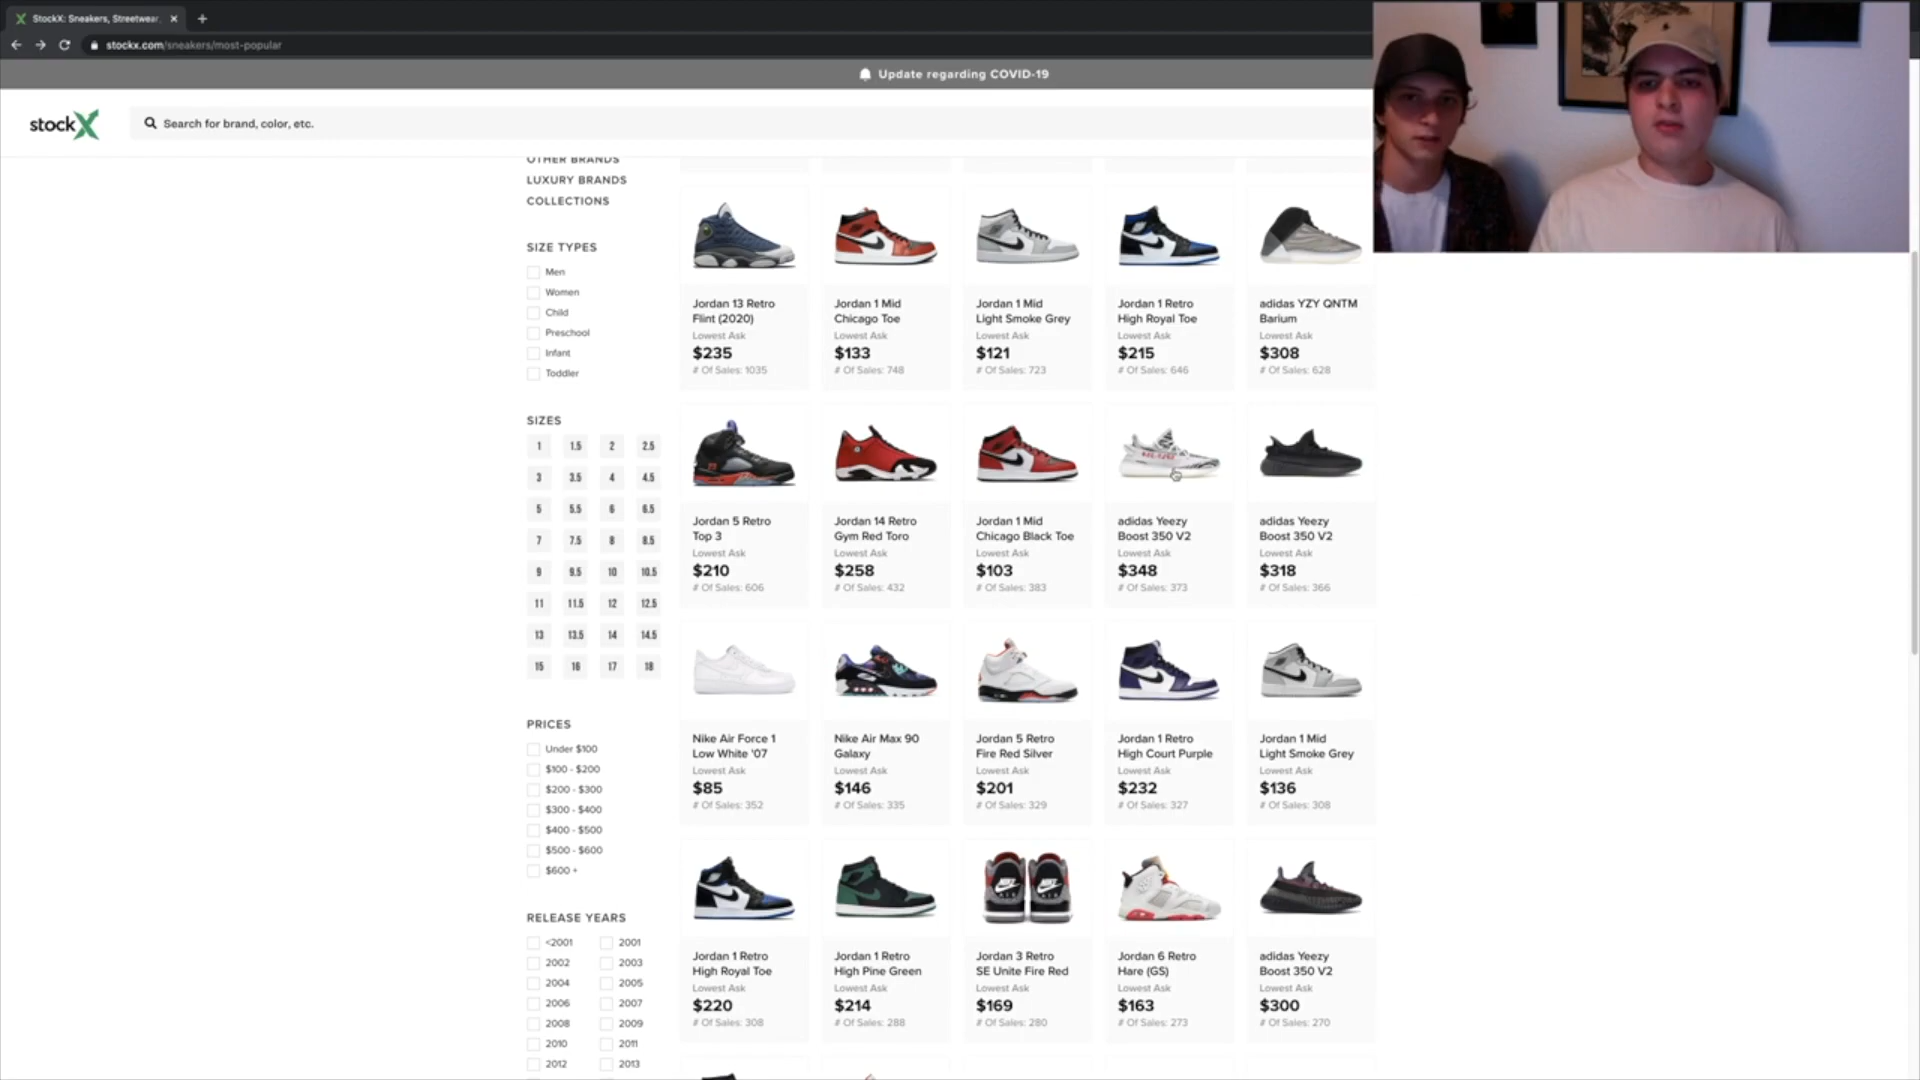 StockX: Sneakers, Streetwear,
stockx.com/sneakers/most-popular
Update regarding COVID-19
stockX
Search for brand, color, etc.
OTHER BRANDS
LUXURY BRANDS
COLLECTIONS
SIZE TYPES
Men
Women
Child
Preschool
Infant
Toddler
SIZES
1 1.5 2 2.5
3 3.5 4 4.5
5 5.5 6 6.5
7 7.5 8 8.5
9 9.5 10 10.5
11 11.5 12 12.5
13 13.5 14 14.5
15 16 17 18
PRICES
Under $100
$100 - $200
$200 - $300
$300 - $400
$400 - $500
$500 - $600
$600 +
RELEASE YEARS
<2001 2001
2002 2003
2004 2005
2006 2007
2008 2009
2010 2011
2012 2013
Jordan 13 Retro
Flint (2020)
Lowest Ask
$235
# Of Sales: 1035
Jordan 1 Mid
Chicago Toe
Lowest Ask
$133
# Of Sales: 748
Jordan 1 Mid
Light Smoke Grey
Lowest Ask
$121
# Of Sales: 723
Jordan 1 Retro
High Royal Toe
Lowest Ask
$215
# Of Sales: 646
adidas YZY QNTM
Barium
Lowest Ask
$308
# Of Sales: 628
Jordan 5 Retro
Top 3
Lowest Ask
$210
# Of Sales: 606
Jordan 14 Retro
Gym Red Toro
Lowest Ask
$258
# Of Sales: 432
Jordan 1 Mid
Chicago Black Toe
Lowest Ask
$103
# Of Sales: 383
adidas Yeezy
Boost 350 V2
Lowest Ask
$348
# Of Sales: 373
adidas Yeezy
Boost 350 V2
Lowest Ask
$318
# Of Sales: 366
Nike Air Force 1
Low White '07
Lowest Ask
$85
# Of Sales: 352
Nike Air Max 90
Galaxy
Lowest Ask
$146
# Of Sales: 335
Jordan 5 Retro
Fire Red Silver
Lowest Ask
$201
# Of Sales: 329
Jordan 1 Retro
High Court Purple
Lowest Ask
$232
# Of Sales: 327
Jordan 1 Mid
Light Smoke Grey
Lowest Ask
$136
# Of Sales: 308
Jordan 1 Retro
High Royal Toe
Lowest Ask
$220
# Of Sales: 308
Jordan 1 Retro
High Pine Green
Lowest Ask
$214
# Of Sales: 288
Jordan 3 Retro
SE Unite Fire Red
Lowest Ask
$169
# Of Sales: 280
Jordan 6 Retro
Hare (GS)
Lowest Ask
$163
# Of Sales: 273
adidas Yeezy
Boost 350 V2
Lowest Ask
$300
# Of Sales: 270